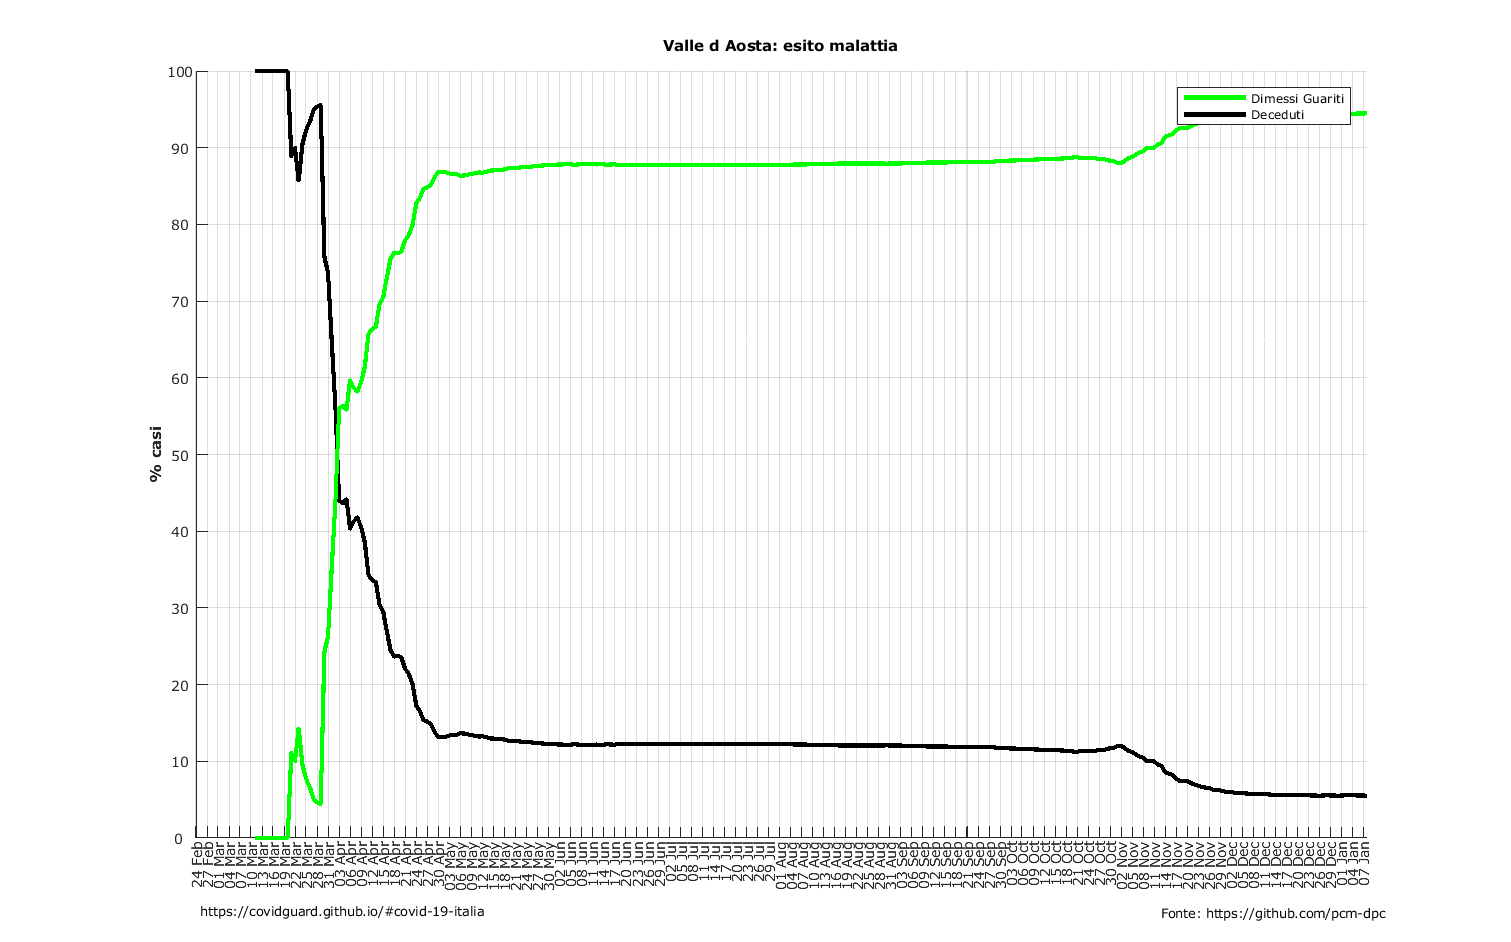 Valle d Aosta: esito malattia
Dimessi Guariti
Deceduti
% casi
100
90
80
70
60
50
40
30
20
10
0
24 Feb
27 Feb
01 Mar
04 Mar
07 Mar
10 Mar
13 Mar
16 Mar
19 Mar
22 Mar
25 Mar
28 Mar
31 Mar
03 Apr
06 Apr
09 Apr
12 Apr
15 Apr
18 Apr
21 Apr
24 Apr
27 Apr
30 Apr
03 May
06 May
09 May
12 May
15 May
18 May
21 May
24 May
27 May
30 May
02 Jun
05 Jun
08 Jun
11 Jun
14 Jun
17 Jun
20 Jun
23 Jun
26 Jun
29 Jun
02 Jul
05 Jul
08 Jul
11 Jul
14 Jul
17 Jul
20 Jul
23 Jul
26 Jul
29 Jul
01 Aug
04 Aug
07 Aug
10 Aug
13 Aug
16 Aug
19 Aug
22 Aug
25 Aug
28 Aug
31 Aug
03 Sep
06 Sep
09 Sep
12 Sep
15 Sep
18 Sep
21 Sep
24 Sep
27 Sep
30 Sep
03 Oct
06 Oct
09 Oct
12 Oct
15 Oct
18 Oct
21 Oct
24 Oct
27 Oct
30 Oct
02 Nov
05 Nov
08 Nov
11 Nov
14 Nov
17 Nov
20 Nov
23 Nov
26 Nov
29 Nov
02 Dec
05 Dec
08 Dec
11 Dec
14 Dec
17 Dec
20 Dec
23 Dec
26 Dec
29 Dec
01 Jan
04 Jan
07 Jan
https://covidguard.github.io/#covid-19-italia
Fonte: https://github.com/pcm-dpc